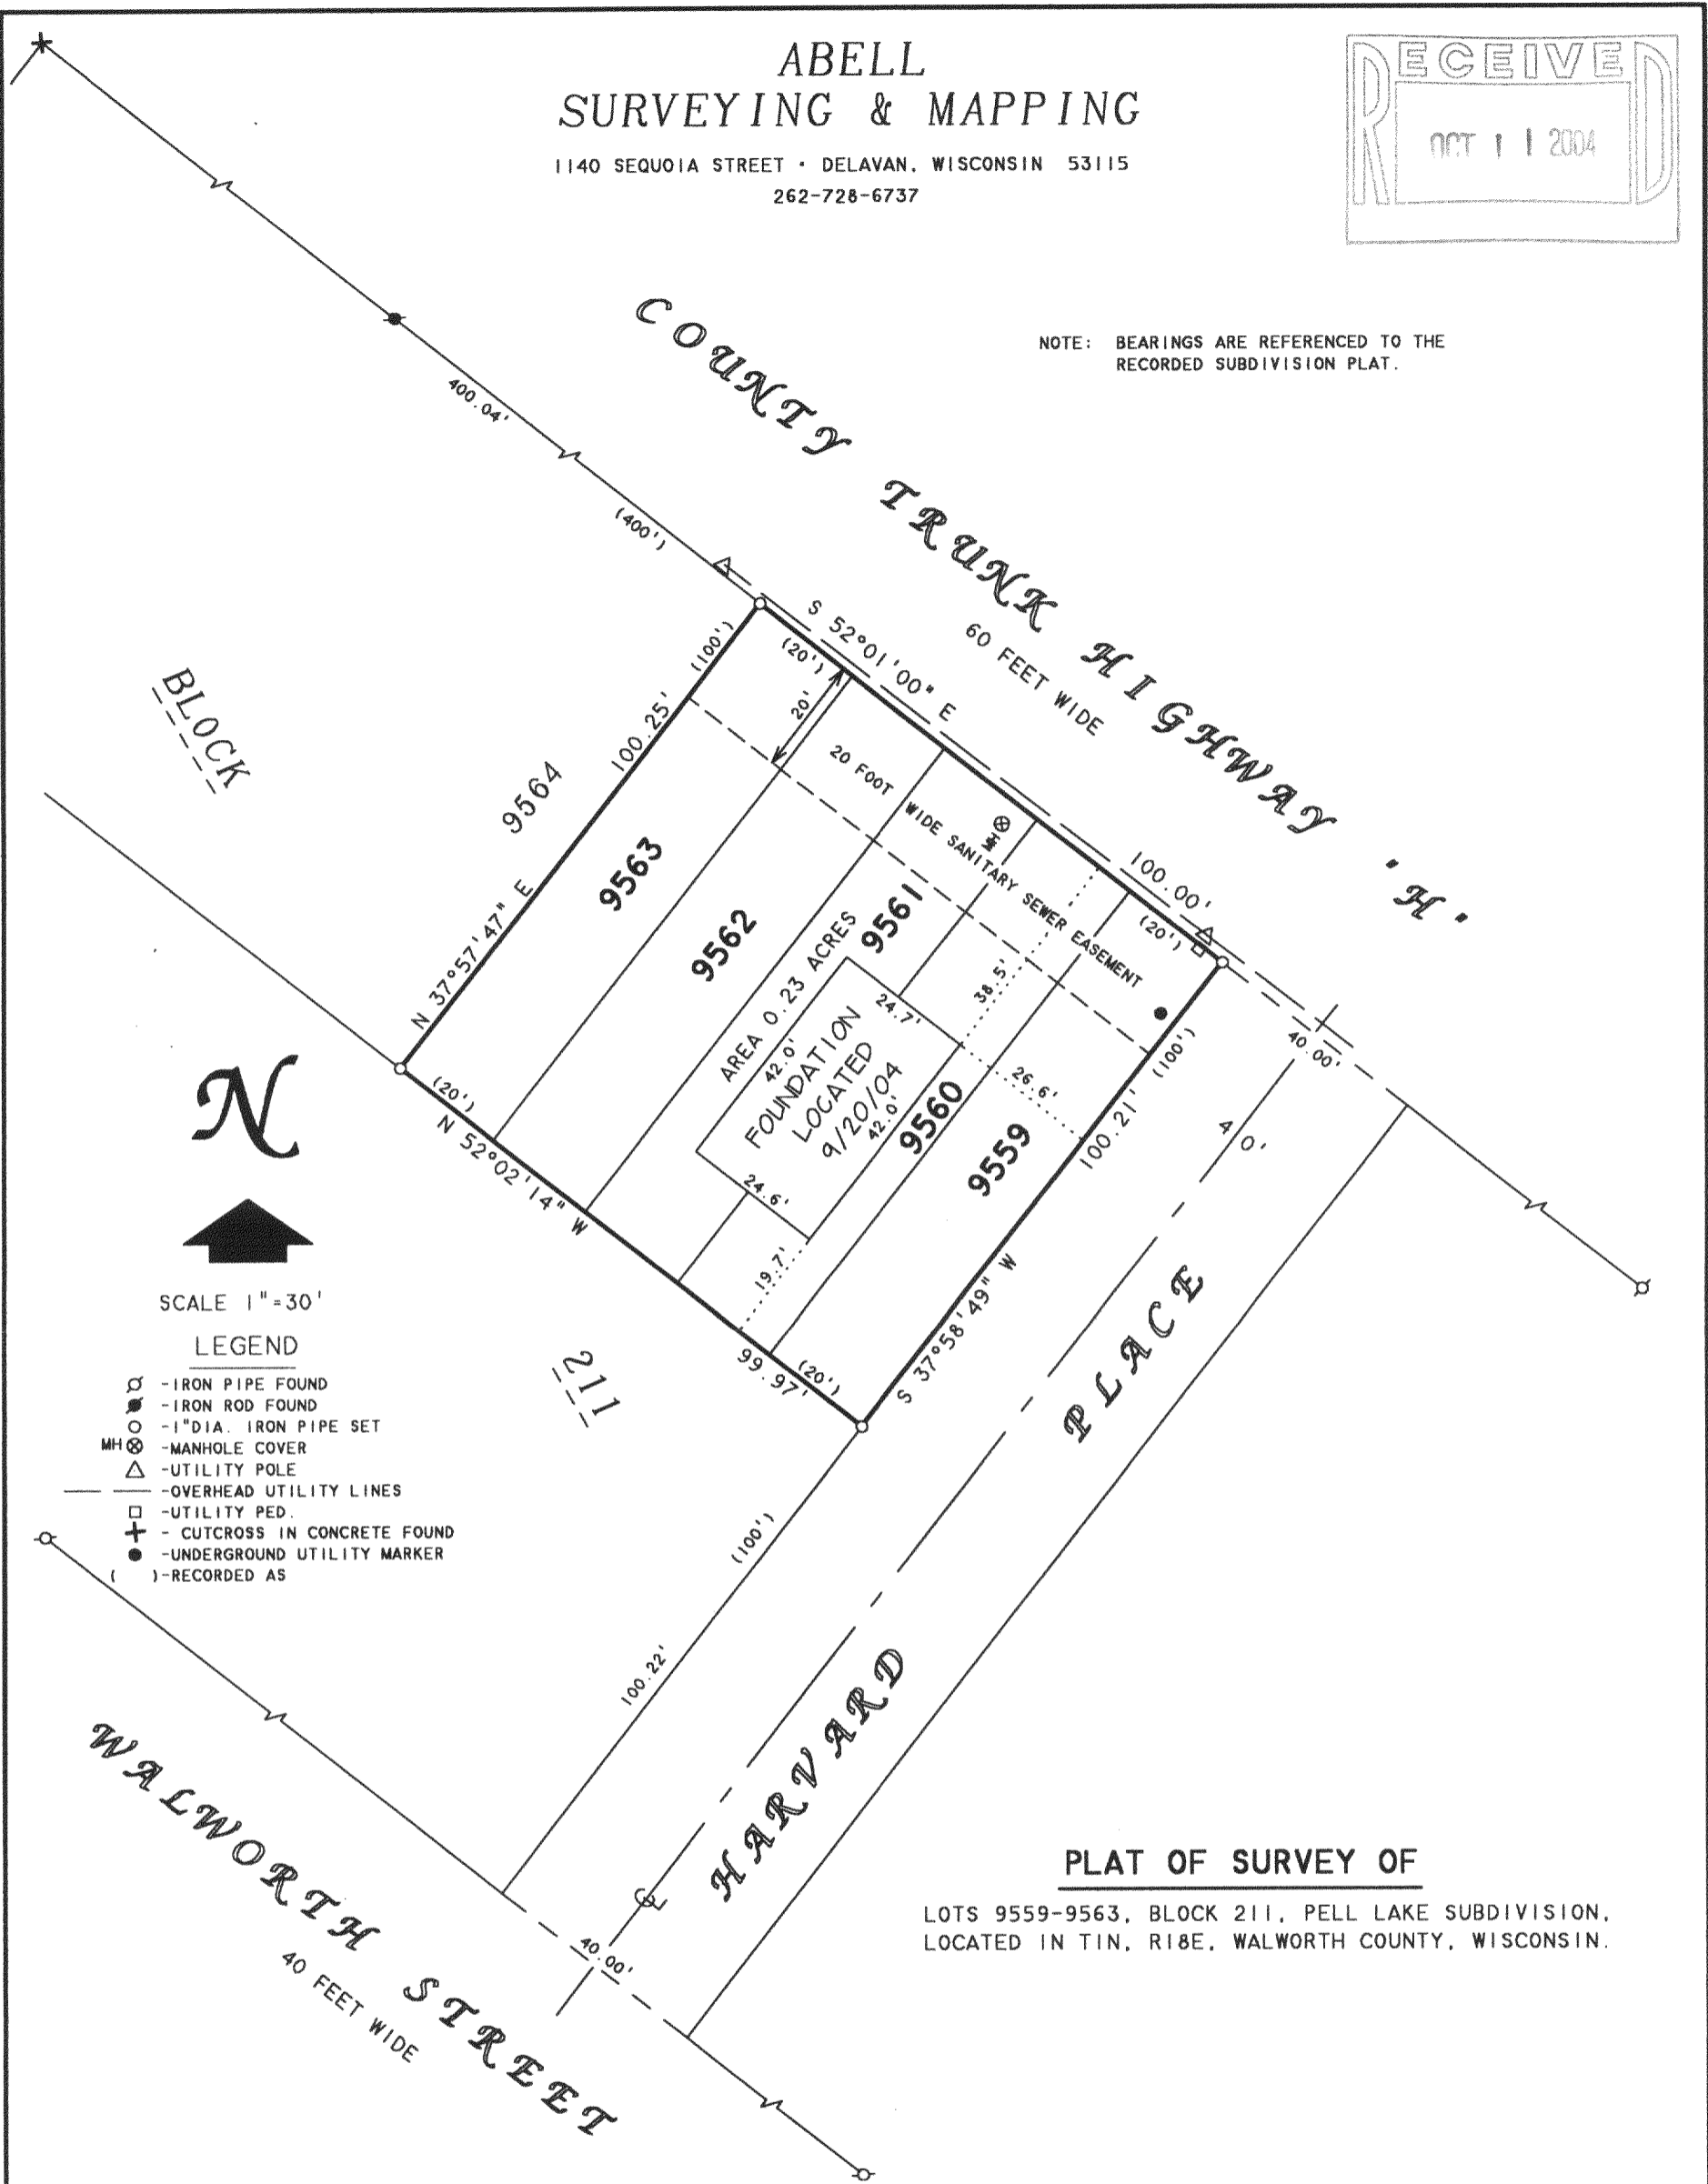 ABELL
SURVEYING & MAPPING
1140 SEQUOIA STREET · DELAVAN, WISCONSIN 53115
262-728-6737
RECEIVED
OCT 11 2004
NOTE: BEARINGS ARE REFERENCED TO THE
RECORDED SUBDIVISION PLAT.
COUNTY TRUNK HIGHWAY "H"
60 FEET WIDE
400.04'
(400')
S 52°01'00" E
100.00'
(20')
(20')
20'
(100')
100.25'
N 37°57'47" E
BLOCK
9564
9563
9562
9561
9560
9559
20 FOOT WIDE SANITARY SEWER EASEMENT
MH
AREA 0.23 ACRES
FOUNDATION
LOCATED
9/20/04
42.0'
42.0'
24.7'
24.6'
38.5'
26.6'
19.7'
(100')
100.21'
S 37°58'49" W
40.00'
40'
(20')
N 52°02'14" W
99.97'
(20')
211
N
SCALE 1"=30'
LEGEND
-IRON PIPE FOUND
-IRON ROD FOUND
-1"DIA. IRON PIPE SET
MH -MANHOLE COVER
-UTILITY POLE
-OVERHEAD UTILITY LINES
-UTILITY PED.
- CUTCROSS IN CONCRETE FOUND
-UNDERGROUND UTILITY MARKER
( )-RECORDED AS
(100')
100.22'
HARVARD PLACE
CL
40.00'
WALWORTH STREET
40 FEET WIDE
PLAT OF SURVEY OF
LOTS 9559-9563, BLOCK 211, PELL LAKE SUBDIVISION,
LOCATED IN T1N, R18E, WALWORTH COUNTY, WISCONSIN.